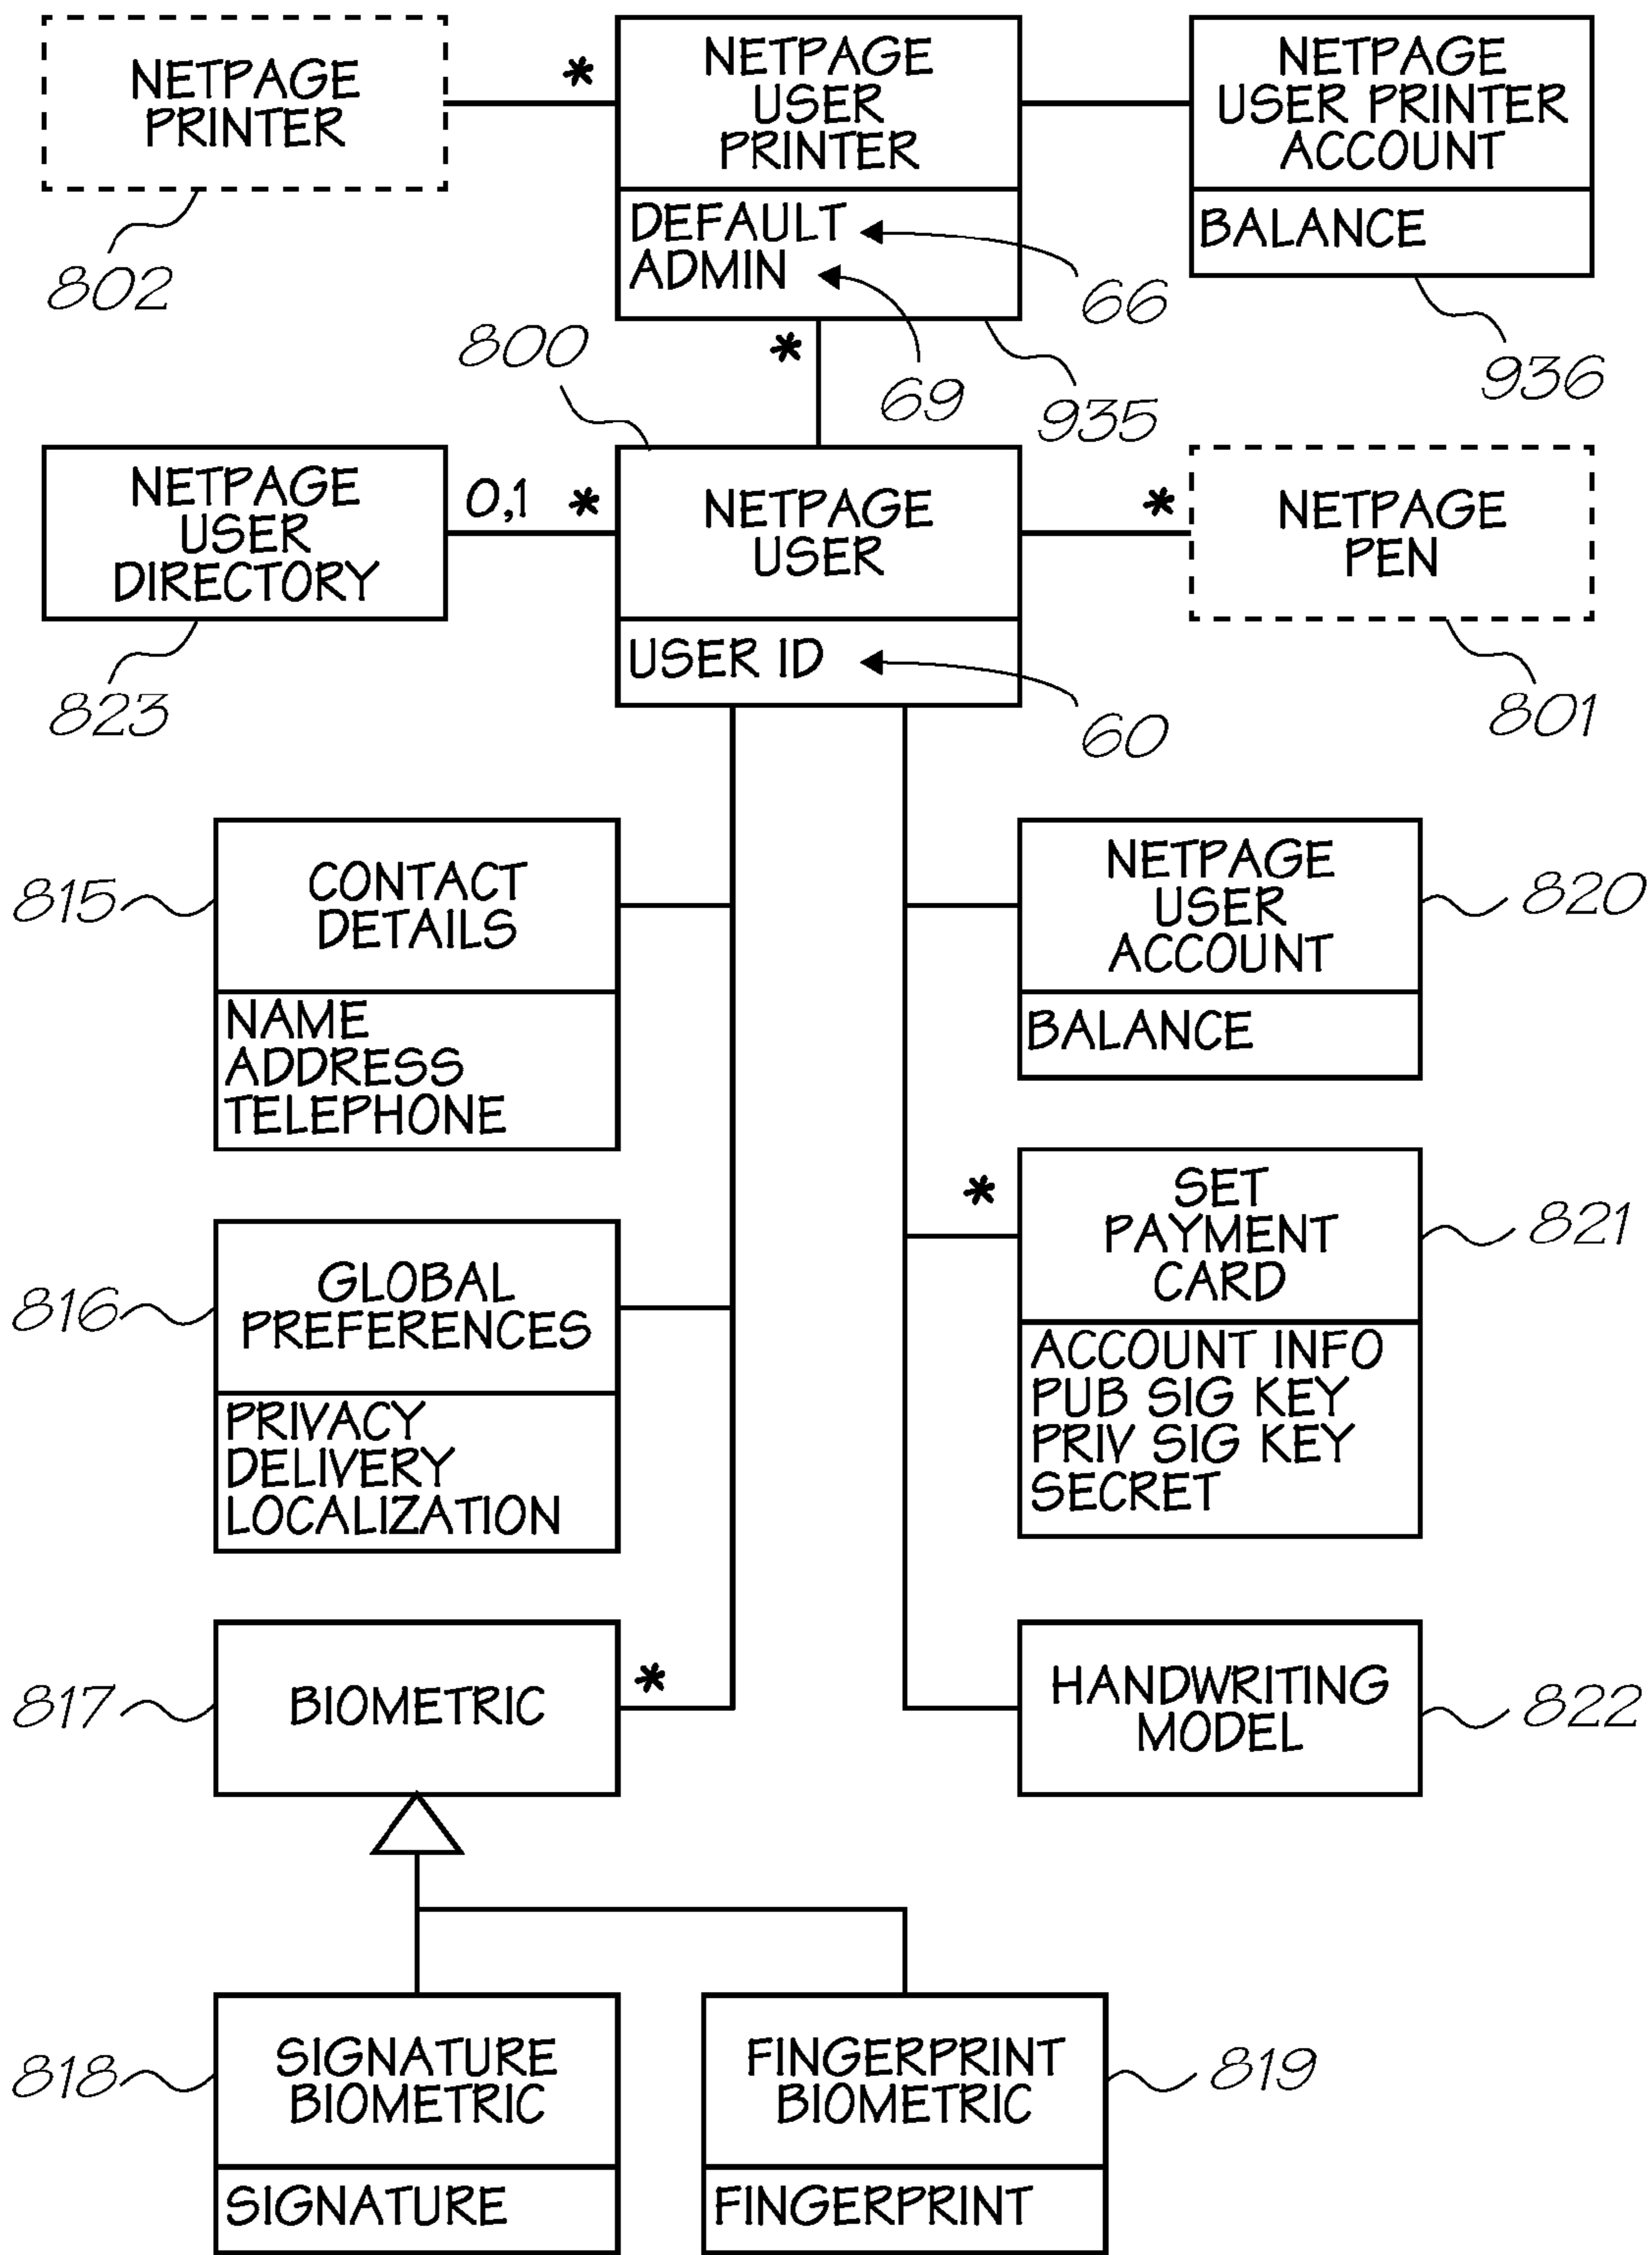 NETPAGE
PRINTER
802
*
NETPAGE
USER
PRINTER
DEFAULT
ADMIN
66
69
935
NETPAGE
USER PRINTER
ACCOUNT
BALANCE
936
*
800
NETPAGE
USER
DIRECTORY
823
0,1 *
NETPAGE
USER
USER ID
60
*
NETPAGE
PEN
801
815
CONTACT
DETAILS
NAME
ADDRESS
TELEPHONE
NETPAGE
USER
ACCOUNT
BALANCE
820
816
GLOBAL
PREFERENCES
PRIVACY
DELIVERY
LOCALIZATION
*
SET
PAYMENT
CARD
ACCOUNT INFO
PUB SIG KEY
PRIV SIG KEY
SECRET
821
817
BIOMETRIC
*
HANDWRITING
MODEL
822
818
SIGNATURE
BIOMETRIC
SIGNATURE
FINGERPRINT
BIOMETRIC
FINGERPRINT
819